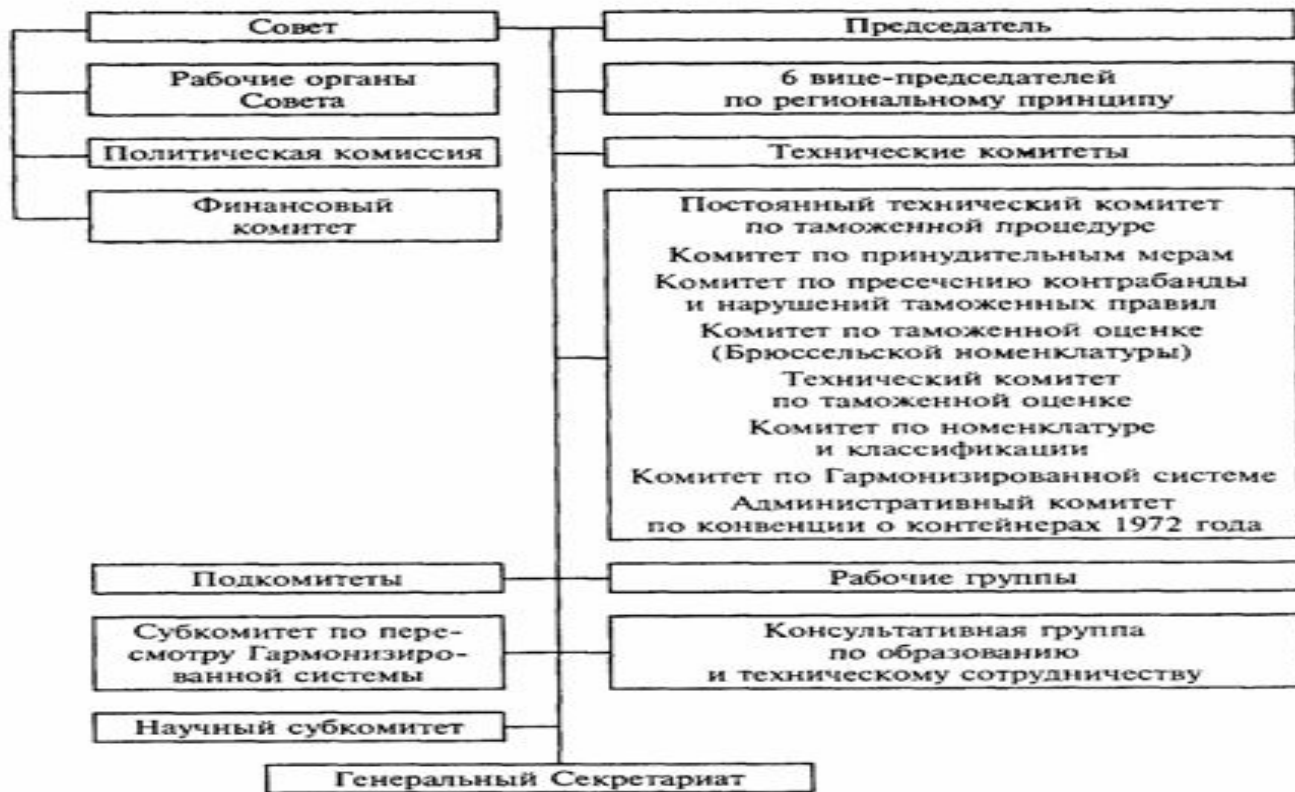 Совет
Председатель
Рабочие органы
Совета
6 вице-председателей
по региональному принципу
Политическая комиссия
Технические комитеты
Финансовый
комитет
Постоянный технический комитет
по таможенной процедуре
Комитет по принудительным мерам
Комитет по пресечению контрабанды
и нарушений таможенных правил
Комитет по таможенной оценке
(Брюссельской номенклатуры)
Технический комитет
по таможенной оценке
Комитет по номенклатуре
и классификации
Комитет по Гармонизированной системе
Административный комитет
по конвенции о контейнерах 1972 года
Подкомитеты
Рабочие группы
Субкомитет по пере-
смотру Гармонизиро-
ванной системы
Консультативная группа
по образованию
и техническому сотрудничеству
Научный субкомитет
Генеральный Секретариат